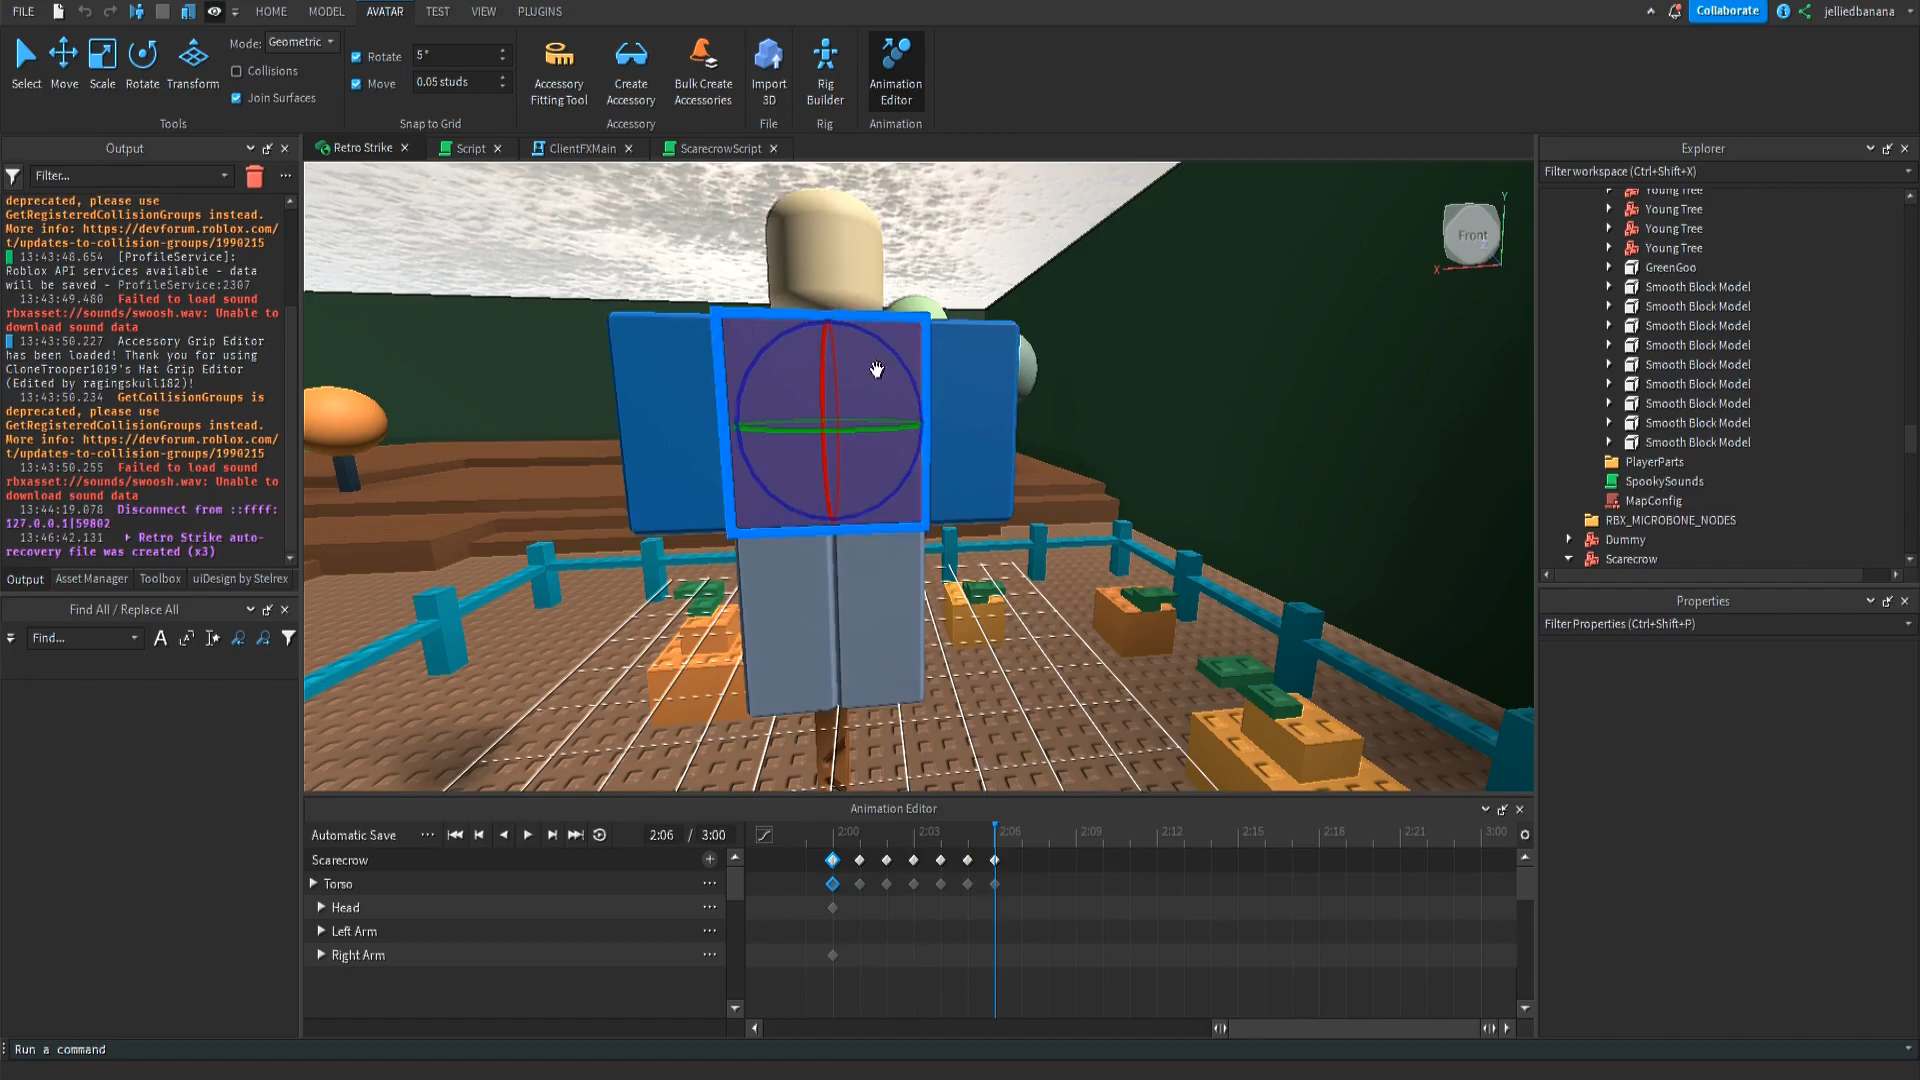 FILE
HOME
MODEL
AVATAR
TEST
VIEW
PLUGINS
Collaborate
jelliedbanana
Select
Move
Scale
Rotate
Transform
Mode: Geometric
Collisions
Join Surfaces
Tools
Rotate 5°
Move 0.05 studs
Snap to Grid
Accessory
Fitting Tool
Create
Accessory
Bulk Create
Accessories
Accessory
Import
3D
File
Rig
Builder
Rig
Animation
Editor
Animation
Output
Filter...
deprecated, please use
GetRegisteredCollisionGroups instead.
More info: https://devforum.roblox.com/
t/updates-to-collision-groups/1990215
13:43:48.654 [ProfileService]:
Roblox API services available - data
will be saved - ProfileService:2307
13:43:49.480 Failed to load sound
rbxasset://sounds/swoosh.wav: Unable to
download sound data
13:43:50.227 Accessory Grip Editor
has been loaded! Thank you for using
CloneTrooper1019's Hat Grip Editor
(Edited by ragingskull182)!
13:43:50.234 GetCollisionGroups is
deprecated, please use
GetRegisteredCollisionGroups instead.
More info: https://devforum.roblox.com/
t/updates-to-collision-groups/1990215
13:43:50.255 Failed to load sound
rbxasset://sounds/swoosh.wav: Unable to
download sound data
13:44:19.078 Disconnect from ::ffff:
127.0.0.1|59802
13:46:42.131 Retro Strike auto-
recovery file was created (x3)
Output
Asset Manager
Toolbox
uiDesign by Stelrex
Find All / Replace All
Find...
Retro Strike
Script
ClientFXMain
ScarecrowScript
Front
Y
X
Z
Animation Editor
Automatic Save
2:06 / 3:00
2:00
2:03
2:06
2:09
2:12
2:15
2:18
2:21
3:00
Scarecrow
Torso
Head
Left Arm
Right Arm
Explorer
Filter workspace (Ctrl+Shift+X)
Young Tree
Young Tree
Young Tree
Young Tree
GreenGoo
Smooth Block Model
Smooth Block Model
Smooth Block Model
Smooth Block Model
Smooth Block Model
Smooth Block Model
Smooth Block Model
Smooth Block Model
Smooth Block Model
PlayerParts
SpookySounds
MapConfig
RBX_MICROBONE_NODES
Dummy
Scarecrow
Properties
Filter Properties (Ctrl+Shift+P)
Run a command